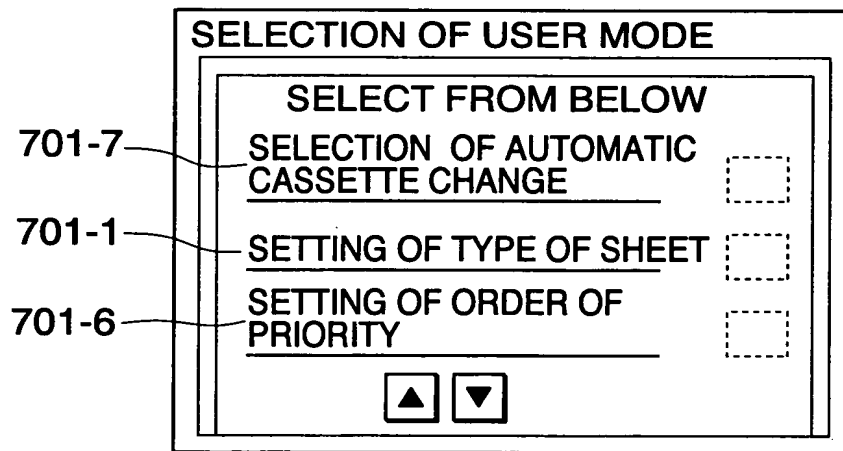 SELECTION OF USER MODE
SELECT FROM BELOW
701-7
SELECTION OF AUTOMATIC
CASSETTE CHANGE
701-1
SETTING OF TYPE OF SHEET
701-6
SETTING OF ORDER OF
PRIORITY